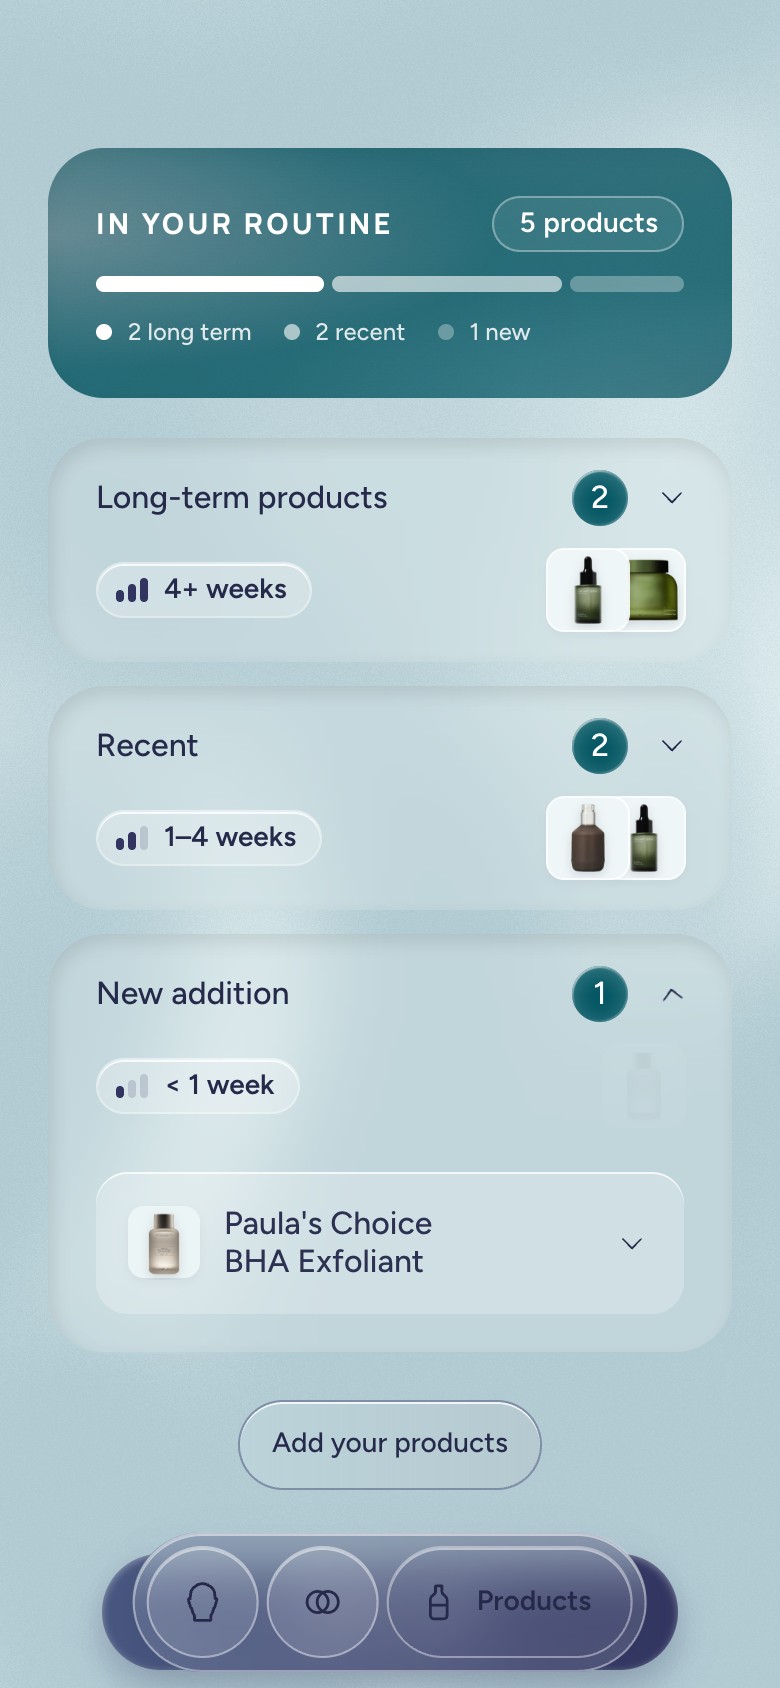 IN YOUR ROUTINE
5 products
2 long term
2 recent
1 new
Long-term products
2
4+ weeks
Recent
2
1–4 weeks
New addition
1
< 1 week
Paula's Choice
BHA Exfoliant
Add your products
Products